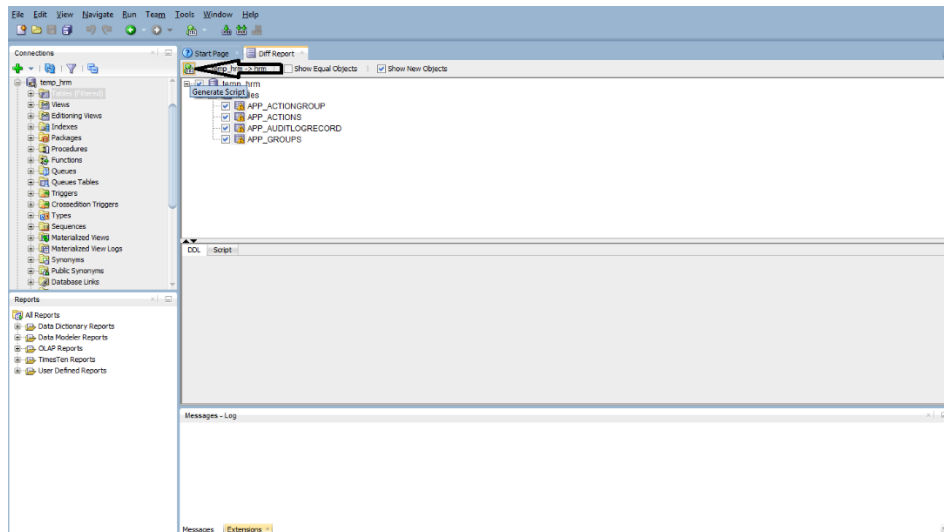 File Edit View Navigate Run Team Tools Window Help
Connections
temp_hrm
Tables (Filtered)
Views
Editioning Views
Indexes
Packages
Procedures
Functions
Queues
Queues Tables
Triggers
Crossedition Triggers
Types
Sequences
Materialized Views
Materialized View Logs
Synonyms
Public Synonyms
Database Links
Reports
All Reports
Data Dictionary Reports
Data Modeler Reports
OLAP Reports
TimesTen Reports
User Defined Reports
Start Page Diff Report
temp_hrm -> hrm Show Equal Objects Show New Objects
temp_hrm
Generate Script
APP_ACTIONGROUP
APP_ACTIONS
APP_AUDITLOGRECORD
APP_GROUPS
DDL Script
Messages - Log
Messages Extensions